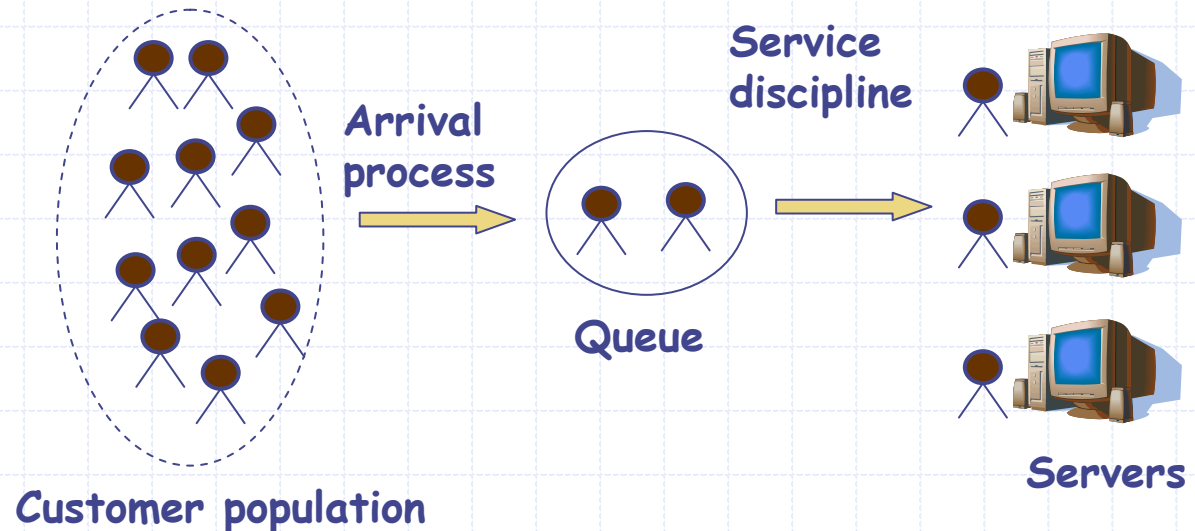 Service
discipline
Arrival
process
Queue
Servers
Customer population